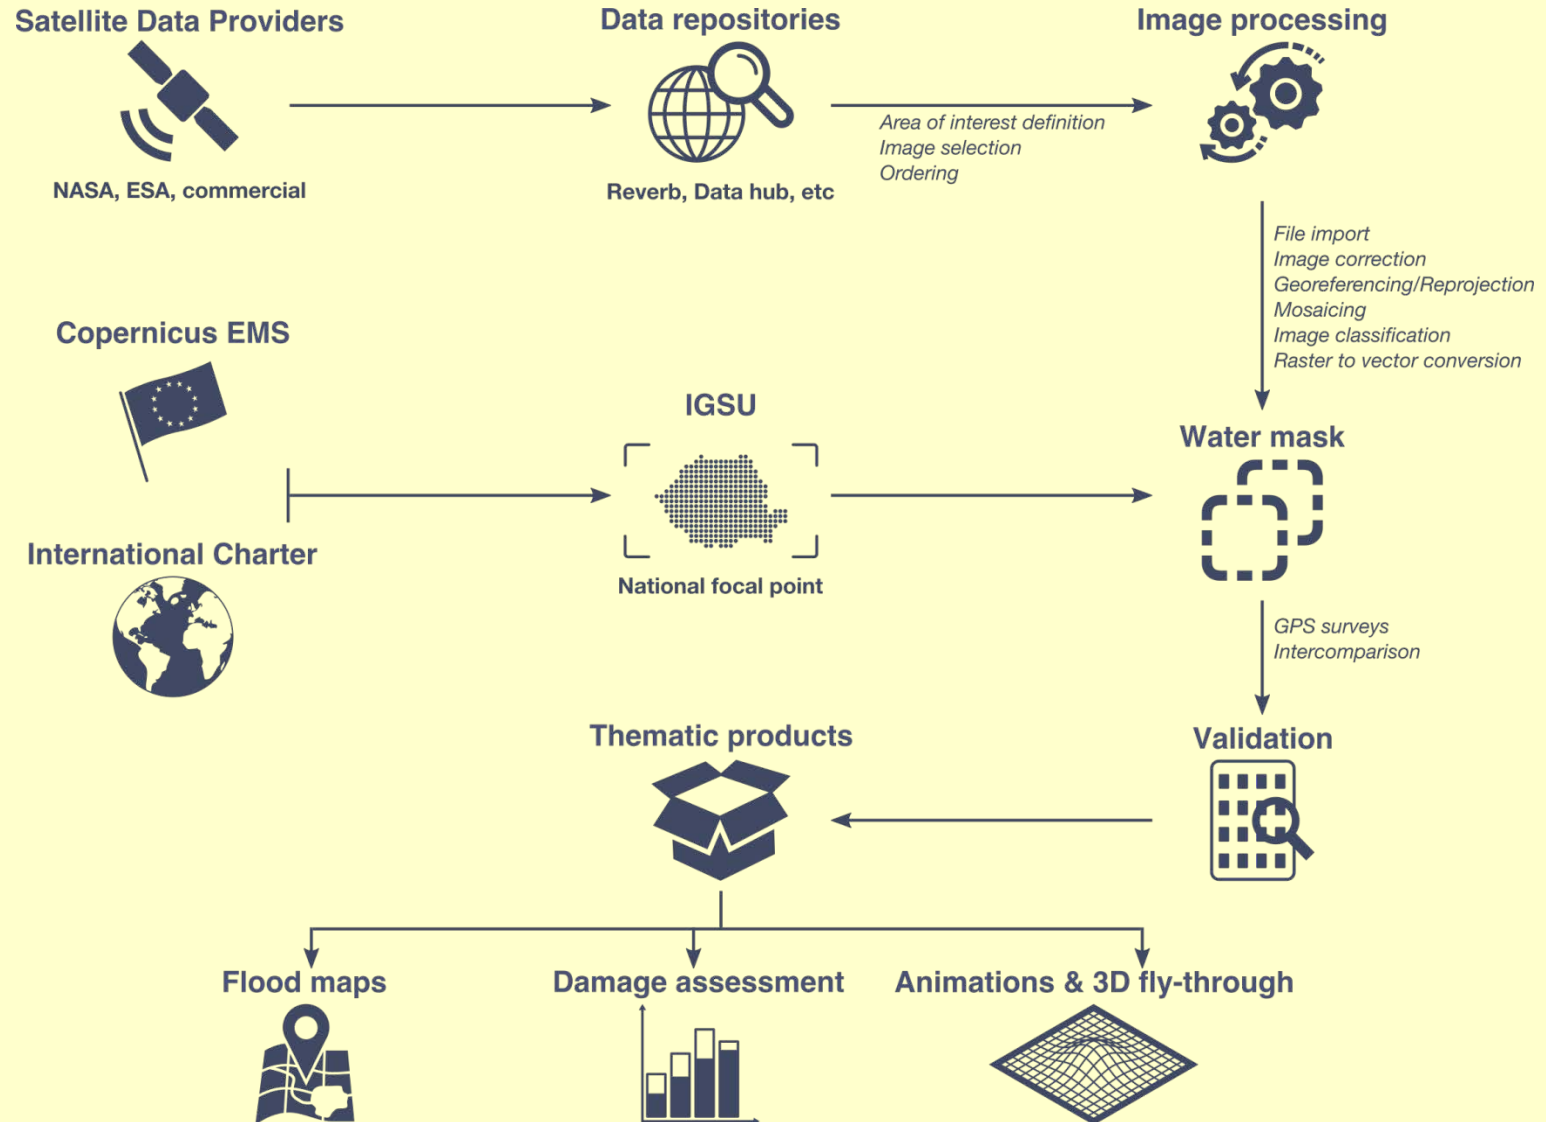 Satellite Data Providers
NASA, ESA, commercial
Data repositories
Reverb, Data hub, etc
Area of interest definition
Image selection
Ordering
Image processing
File import
Image correction
Georeferencing/Reprojection
Mosaicing
Image classification
Raster to vector conversion
Copernicus EMS
International Charter
IGSU
National focal point
Water mask
GPS surveys
Intercomparison
Validation
Thematic products
Flood maps
Damage assessment
Animations & 3D fly-through